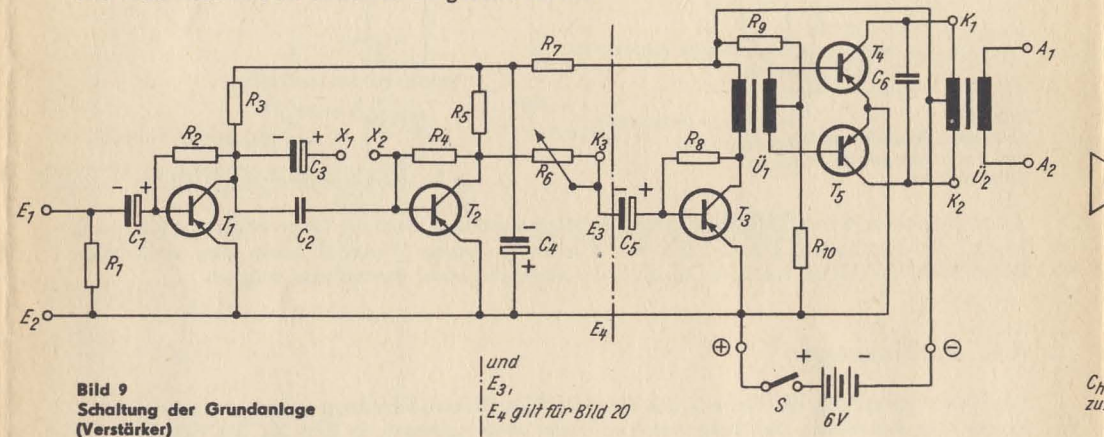 R9
K1
T4
A1
R7
C6
R3
R5
R2
- + X1 X2
R4
K3
R8
Ü1
T5
Ü2
A2
C3
R6
K2
E1
- +
T1
C2
T2
E3
- +
C5
T3
C1
-
C4
+
R1
R10
E2
E4
+ -
+ -
S
6V
und
E3,
E4 gilt für Bild 20
Bild 9
Schaltung der Grundanlage
(Verstärker)